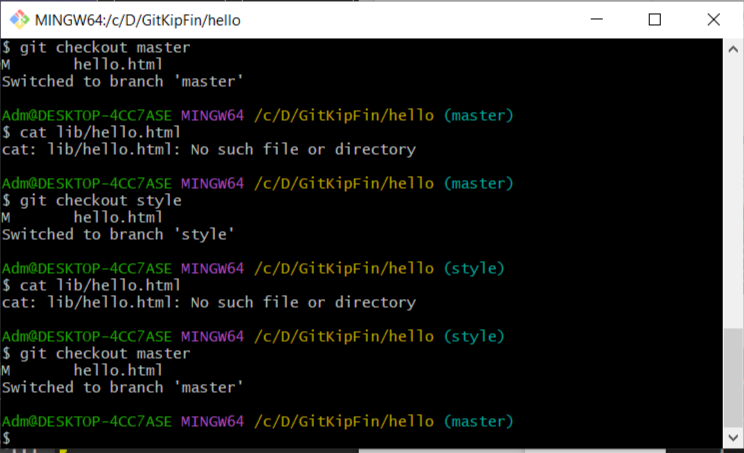 MINGW64:/c/D/GitKipFin/hello
$ git checkout master
M       hello.html
Switched to branch 'master'
Adm@DESKTOP-4CC7ASE MINGW64 /c/D/GitKipFin/hello (master)
$ cat lib/hello.html
cat: lib/hello.html: No such file or directory
Adm@DESKTOP-4CC7ASE MINGW64 /c/D/GitKipFin/hello (master)
$ git checkout style
M       hello.html
Switched to branch 'style'
Adm@DESKTOP-4CC7ASE MINGW64 /c/D/GitKipFin/hello (style)
$ cat lib/hello.html
cat: lib/hello.html: No such file or directory
Adm@DESKTOP-4CC7ASE MINGW64 /c/D/GitKipFin/hello (style)
$ git checkout master
M       hello.html
Switched to branch 'master'
Adm@DESKTOP-4CC7ASE MINGW64 /c/D/GitKipFin/hello (master)
$